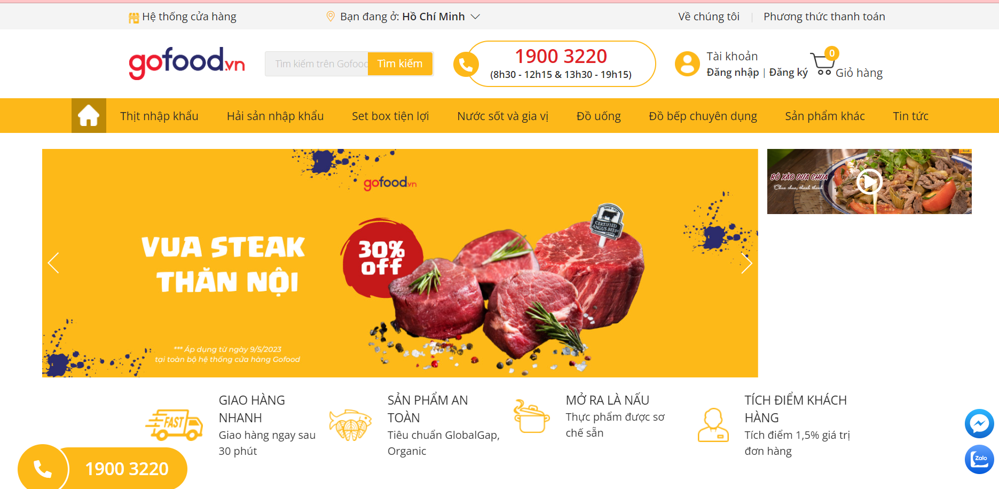 Hệ thống cửa hàng
Bạn đang ở: Hồ Chí Minh
Về chúng tôi
Phương thức thanh toán
gofood.vn
Tìm kiếm trên Gofood
Tìm kiếm
1900 3220
(8h30 - 12h15 & 13h30 - 19h15)
Tài khoản
Đăng nhập | Đăng ký
0
Giỏ hàng
Thịt nhập khẩu
Hải sản nhập khẩu
Set box tiện lợi
Nước sốt và gia vị
Đồ uống
Đồ bếp chuyên dụng
Sản phẩm khác
Tin tức
gofood.vn
VUA STEAK
THĂN NỘI
30%
off
SINCE 1978
CERTIFIED
ANGUS BEEF
*** Áp dụng từ ngày 9/5/2023
tại toàn bộ hệ thống cửa hàng Gofood
gofood
BÒ XÀO DƯA CHUA
Chua chua, thanh thanh
FAST
GIAO HÀNG
NHANH
Giao hàng ngay sau
30 phút
SẢN PHẨM AN
TOÀN
Tiêu chuẩn GlobalGap,
Organic
MỞ RA LÀ NẤU
Thực phẩm được sơ
chế sẵn
TÍCH ĐIỂM KHÁCH
HÀNG
Tích điểm 1,5% giá trị
đơn hàng
1900 3220
Zalo